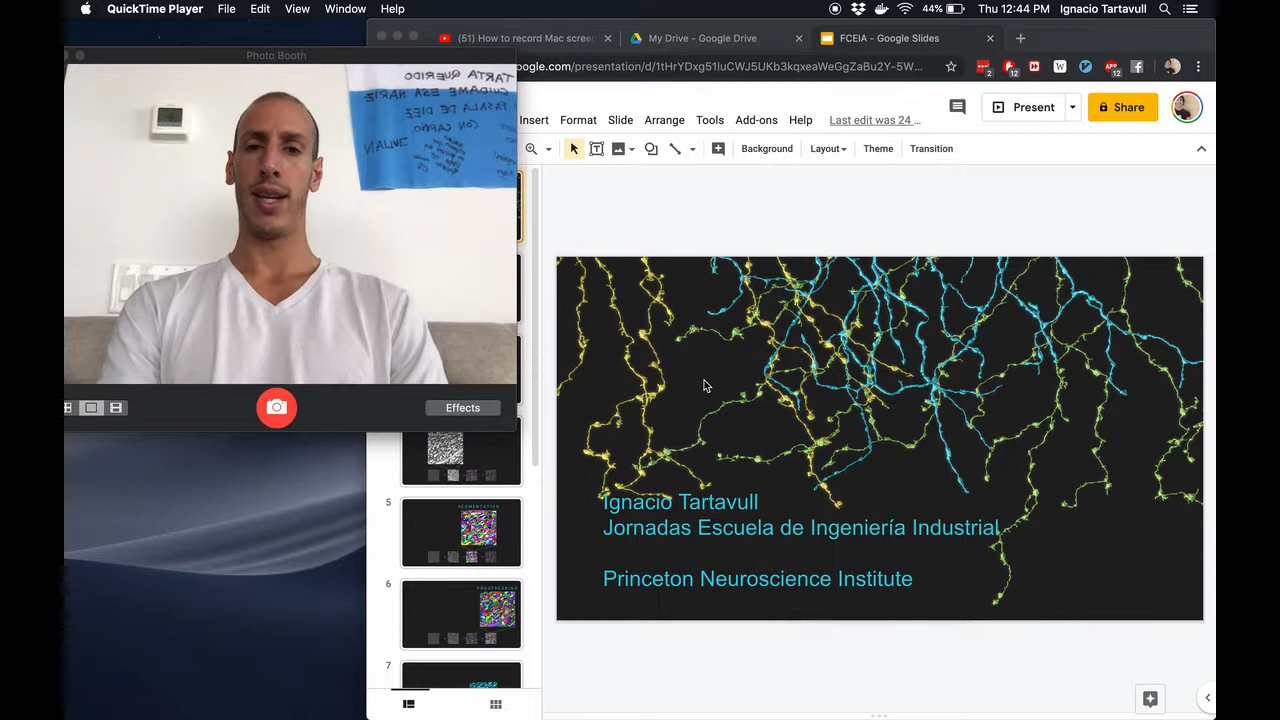 QuickTime Player File Edit View Window Help
44% Thu 12:44 PM Ignacio Tartavull
(51) How to record Mac screen
My Drive - Google Drive
FCEIA - Google Slides
Photo Booth
oogle.com/presentation/d/1tHrYDxg51luCWJ5UKb3kqxeaWeGgZaBu2Y-5W...
TARTA QUERIDO
CUIDAME ESA NARIZ
PASALA DE DIEZ
CON CARIÑO,
Insert Format Slide Arrange Tools Add-ons Help Last edit was 24 ...
Present
Share
Background Layout Theme Transition
Effects
5
SEGMENTATION
6
PROOFREADING
7
Ignacio Tartavull
Jornadas Escuela de Ingeniería Industrial
Princeton Neuroscience Institute